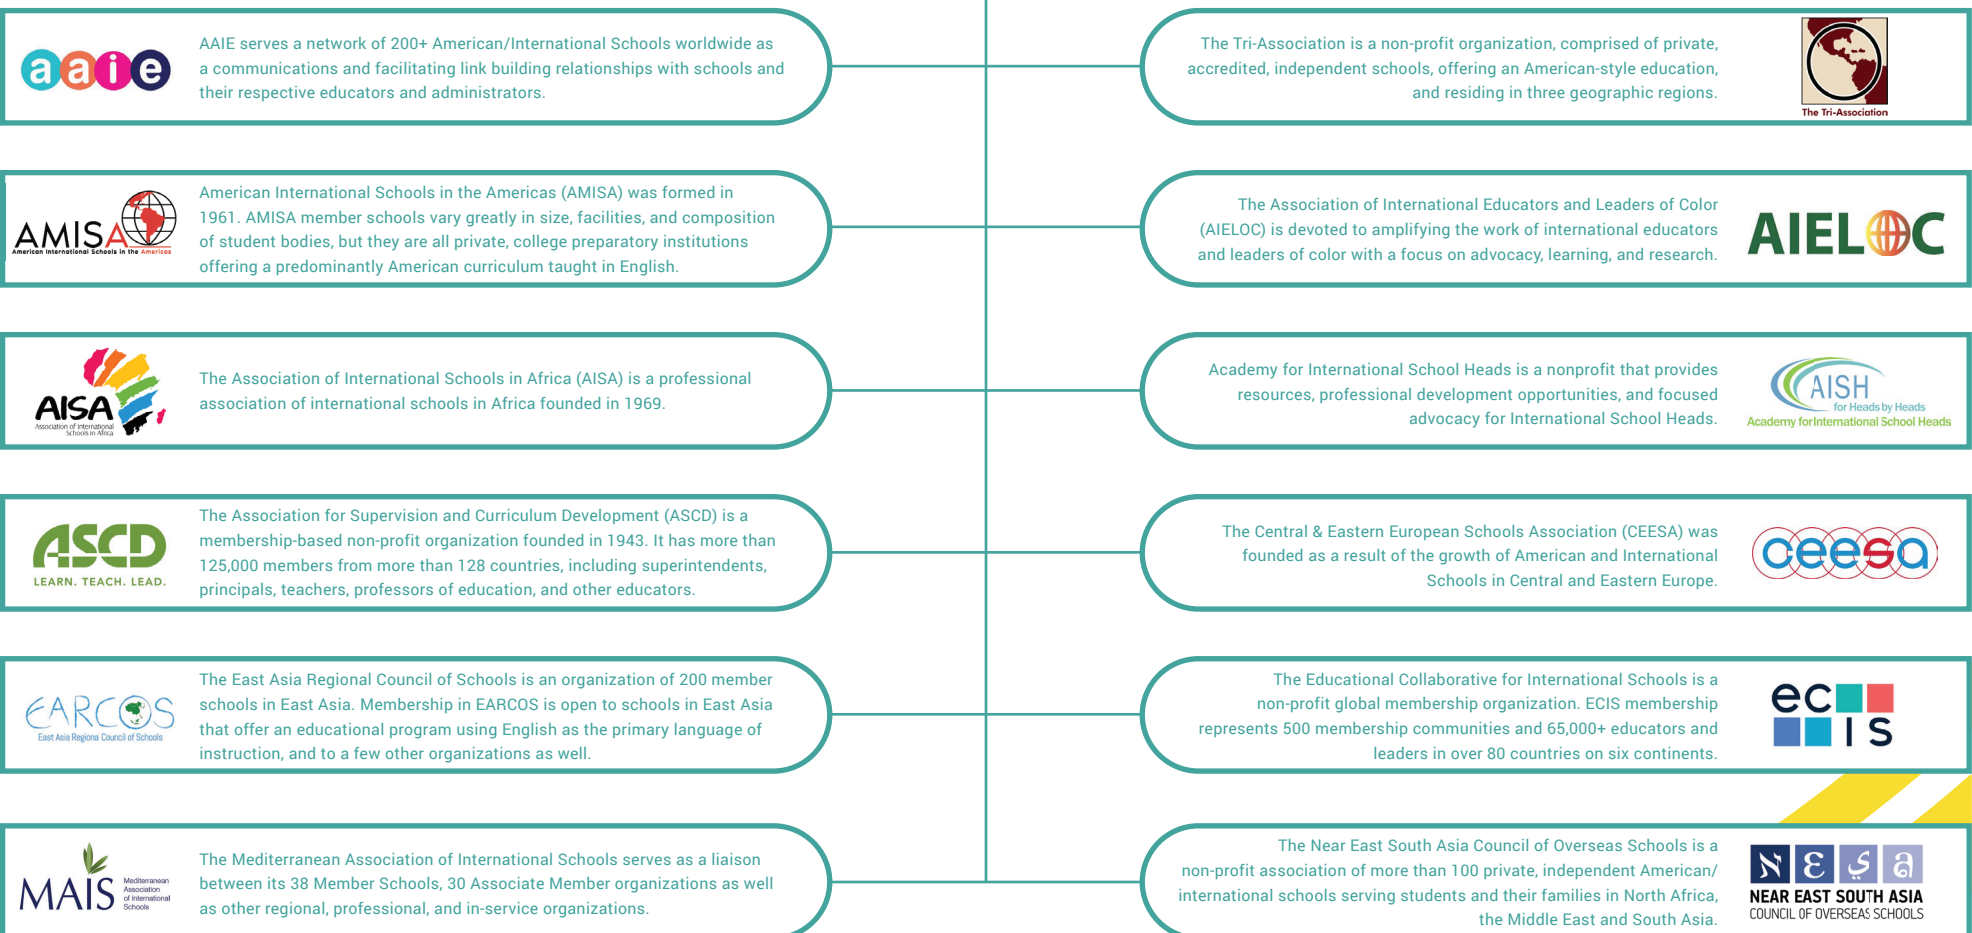 aaie
AAIE serves a network of 200+ American/International Schools worldwide as
a communications and facilitating link building relationships with schools and
their respective educators and administrators.
The Tri-Association is a non-profit organization, comprised of private,
accredited, independent schools, offering an American-style education,
and residing in three geographic regions.
The Tri-Association
AMISA
American International Schools in the Americas
American International Schools in the Americas (AMISA) was formed in
1961. AMISA member schools vary greatly in size, facilities, and composition
of student bodies, but they are all private, college preparatory institutions
offering a predominantly American curriculum taught in English.
The Association of International Educators and Leaders of Color
(AIELOC) is devoted to amplifying the work of international educators
and leaders of color with a focus on advocacy, learning, and research.
AIELOC
AISA
Association of International
Schools in Africa
The Association of International Schools in Africa (AISA) is a professional
association of international schools in Africa founded in 1969.
Academy for International School Heads is a nonprofit that provides
resources, professional development opportunities, and focused
advocacy for International School Heads.
AISH
for Heads by Heads
Academy for International School Heads
ASCD
LEARN. TEACH. LEAD.
The Association for Supervision and Curriculum Development (ASCD) is a
membership-based non-profit organization founded in 1943. It has more than
125,000 members from more than 128 countries, including superintendents,
principals, teachers, professors of education, and other educators.
The Central & Eastern European Schools Association (CEESA) was
founded as a result of the growth of American and International
Schools in Central and Eastern Europe.
ceesa
EARCOS
East Asia Regional Council of Schools
The East Asia Regional Council of Schools is an organization of 200 member
schools in East Asia. Membership in EARCOS is open to schools in East Asia
that offer an educational program using English as the primary language of
instruction, and to a few other organizations as well.
The Educational Collaborative for International Schools is a
non-profit global membership organization. ECIS membership
represents 500 membership communities and 65,000+ educators and
leaders in over 80 countries on six continents.
ec
IS
MAIS
Mediterranean
Association
of International
Schools
The Mediterranean Association of International Schools serves as a liaison
between its 38 Member Schools, 30 Associate Member organizations as well
as other regional, professional, and in-service organizations.
The Near East South Asia Council of Overseas Schools is a
non-profit association of more than 100 private, independent American/
international schools serving students and their families in North Africa,
the Middle East and South Asia.
NEAR EAST SOUTH ASIA
COUNCIL OF OVERSEAS SCHOOLS